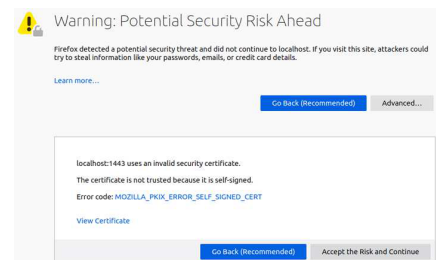 Warning: Potential Security Risk Ahead
Firefox detected a potential security threat and did not continue to localhost. If you visit this site, attackers could
try to steal information like your passwords, emails, or credit card details.
Learn more…
Go Back (Recommended) Advanced…
localhost:1443 uses an invalid security certificate.
The certificate is not trusted because it is self-signed.
Error code: MOZILLA_PKIX_ERROR_SELF_SIGNED_CERT
View Certificate
Go Back (Recommended) Accept the Risk and Continue